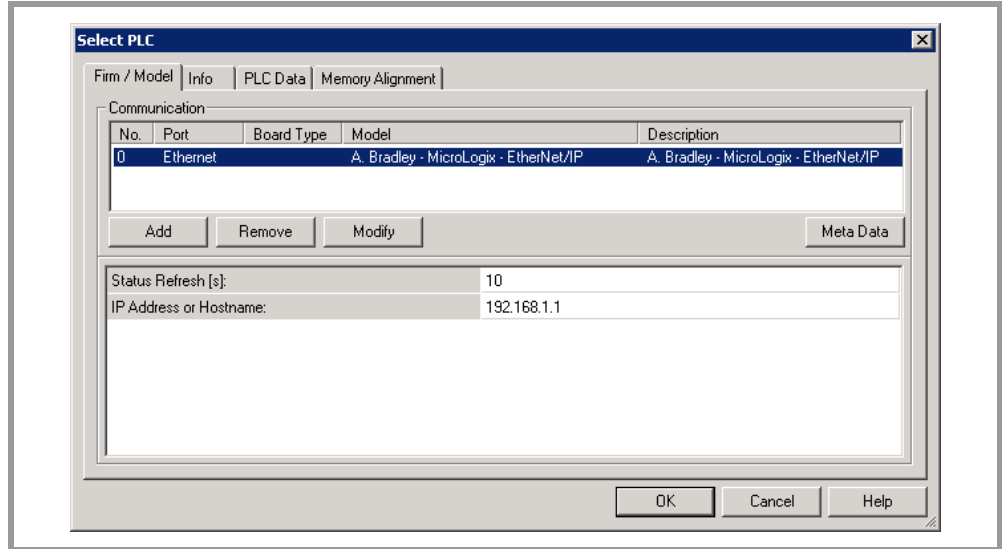 Select PLC
Firm / Model Info PLC Data Memory Alignment
Communication
No. Port Board Type Model Description
0 Ethernet A. Bradley - MicroLogix - EtherNet/IP A. Bradley - MicroLogix - EtherNet/IP
Add Remove Modify Meta Data
Status Refresh [s]: 10
IP Address or Hostname: 192.168.1.1
OK Cancel Help